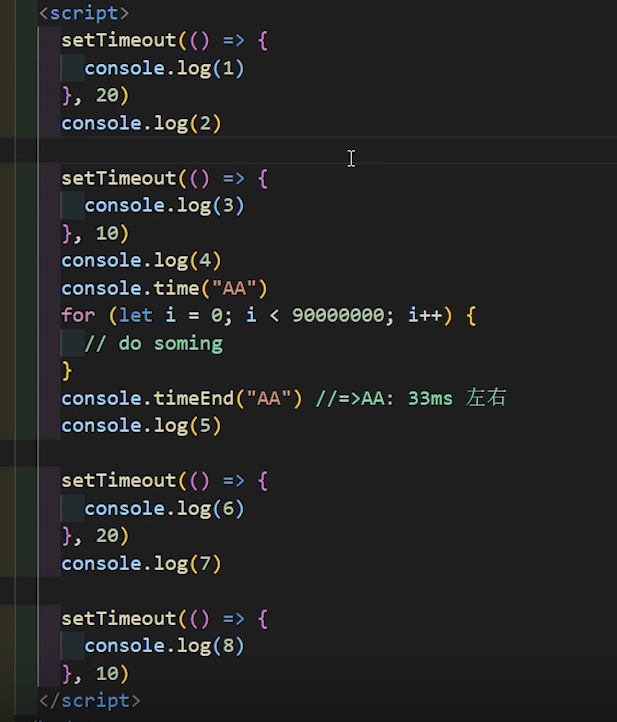 <script>
setTimeout(() => {
console.log(1)
}, 20)
console.log(2)
setTimeout(() => {
console.log(3)
}, 10)
console.log(4)
console.time("AA")
for (let i = 0; i < 90000000; i++) {
// do soming
}
console.timeEnd("AA") //=>AA: 33ms 左右
console.log(5)
setTimeout(() => {
console.log(6)
}, 20)
console.log(7)
setTimeout(() => {
console.log(8)
}, 10)
</script>